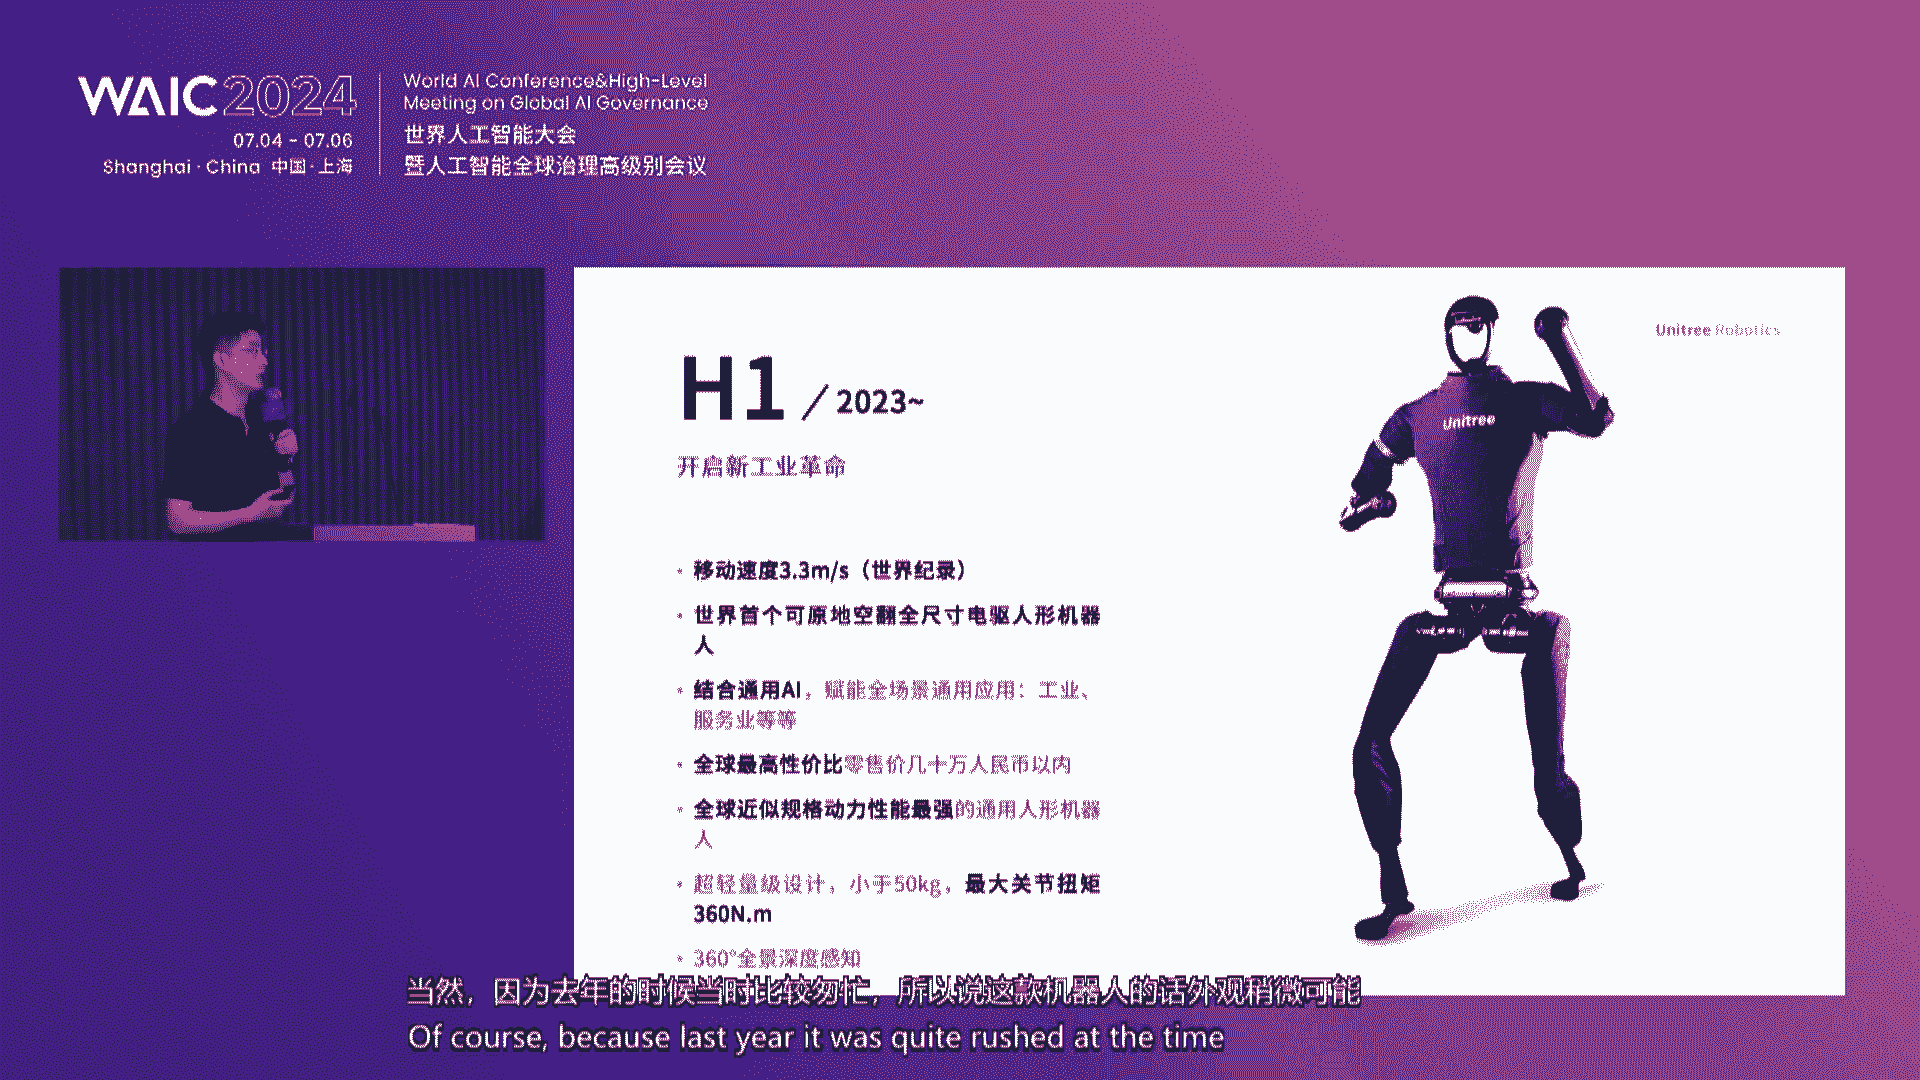 WAIC 2024
07.04 - 07.06
Shanghai · China 中国·上海
World AI Conference&High-Level
Meeting on Global AI Governance
世界人工智能大会
暨人工智能全球治理高级别会议
Unitree Robotics
H1 / 2023~
开启新工业革命
Unitree
· 移动速度3.3m/s（世界纪录）
· 世界首个可原地空翻全尺寸电驱人形机器
人
· 结合通用AI，赋能全场景通用应用：工业、
服务业等等
· 全球最高性价比零售价几十万人民币以内
· 全球近似规格动力性能最强的通用人形机器
人
· 超轻量级设计，小于50kg，最大关节扭矩
360N.m
· 360°全景深度感知
当然，因为去年的时候当时比较匆忙，所以说这款机器人的话外观稍微可能
Of course, because last year it was quite rushed at the time